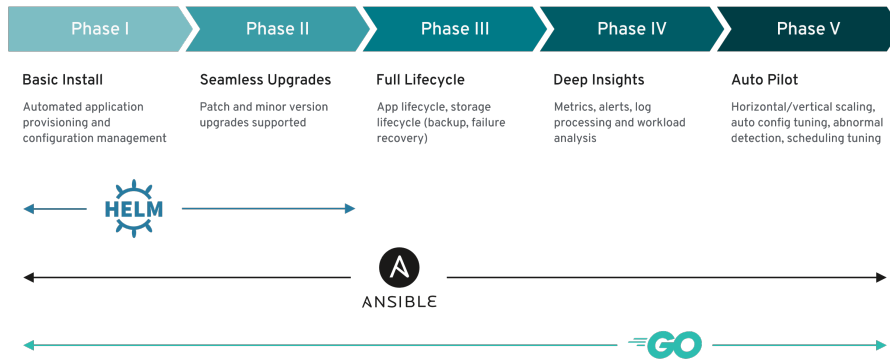 Phase I
Phase II
Phase III
Phase IV
Phase V
Basic Install
Automated application
provisioning and
configuration management
Seamless Upgrades
Patch and minor version
upgrades supported
Full Lifecycle
App lifecycle, storage
lifecycle (backup, failure
recovery)
Deep Insights
Metrics, alerts, log
processing and workload
analysis
Auto Pilot
Horizontal/vertical scaling,
auto config tuning, abnormal
detection, scheduling tuning
HELM
ANSIBLE
GO